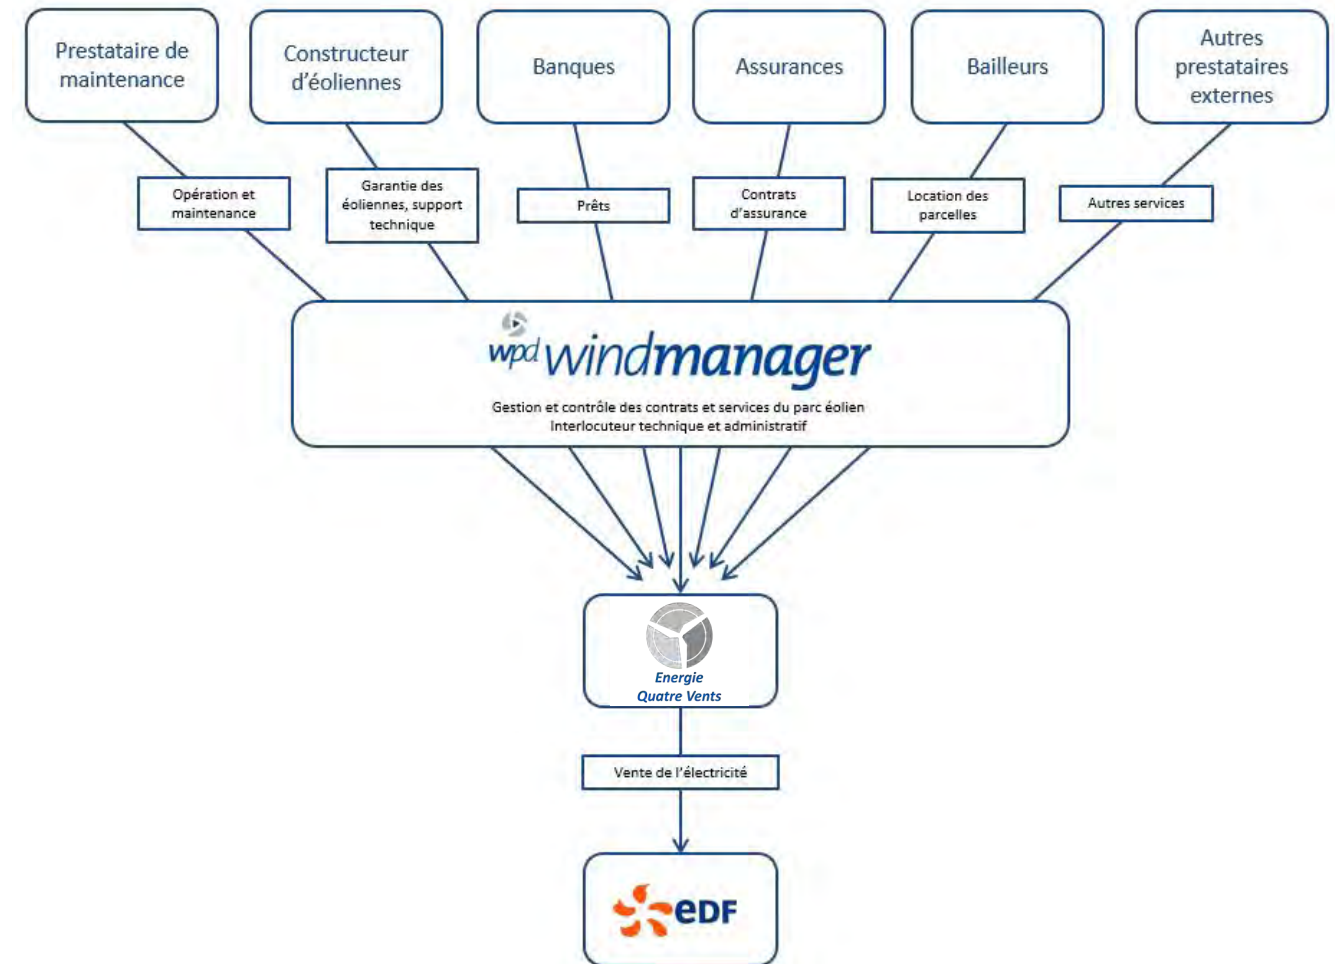 Prestataire de
maintenance
Constructeur
d'éoliennes
Banques
Assurances
Bailleurs
Autres
prestataires
externes
Opération et
maintenance
Garantie des
éoliennes, support
technique
Prêts
Contrats
d'assurance
Location des
parcelles
Autres services
wpd windmanager
Gestion et contrôle des contrats et services du parc éolien
Interlocuteur technique et administratif
Energie
Quatre Vents
Vente de l'électricité
eDF